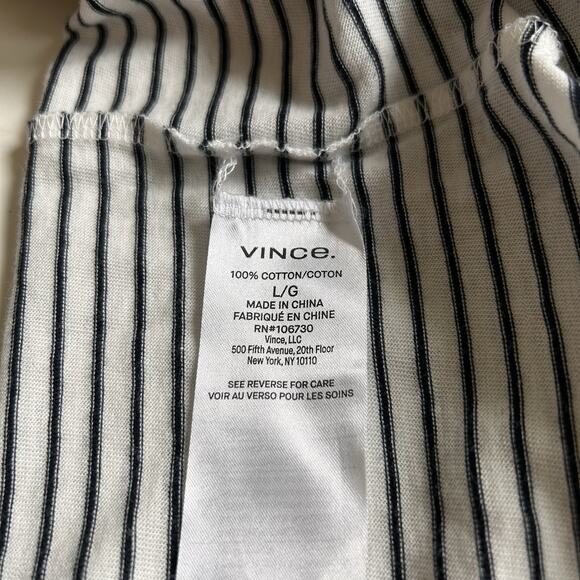 VINCE.
100% COTTON/COTON
L/G
MADE IN CHINA
FABRIQUÉ EN CHINE
RN#106730
Vince, LLC
500 Fifth Avenue, 20th Floor
New York, NY 10110
SEE REVERSE FOR CARE
VOIR AU VERSO POUR LES SOINS